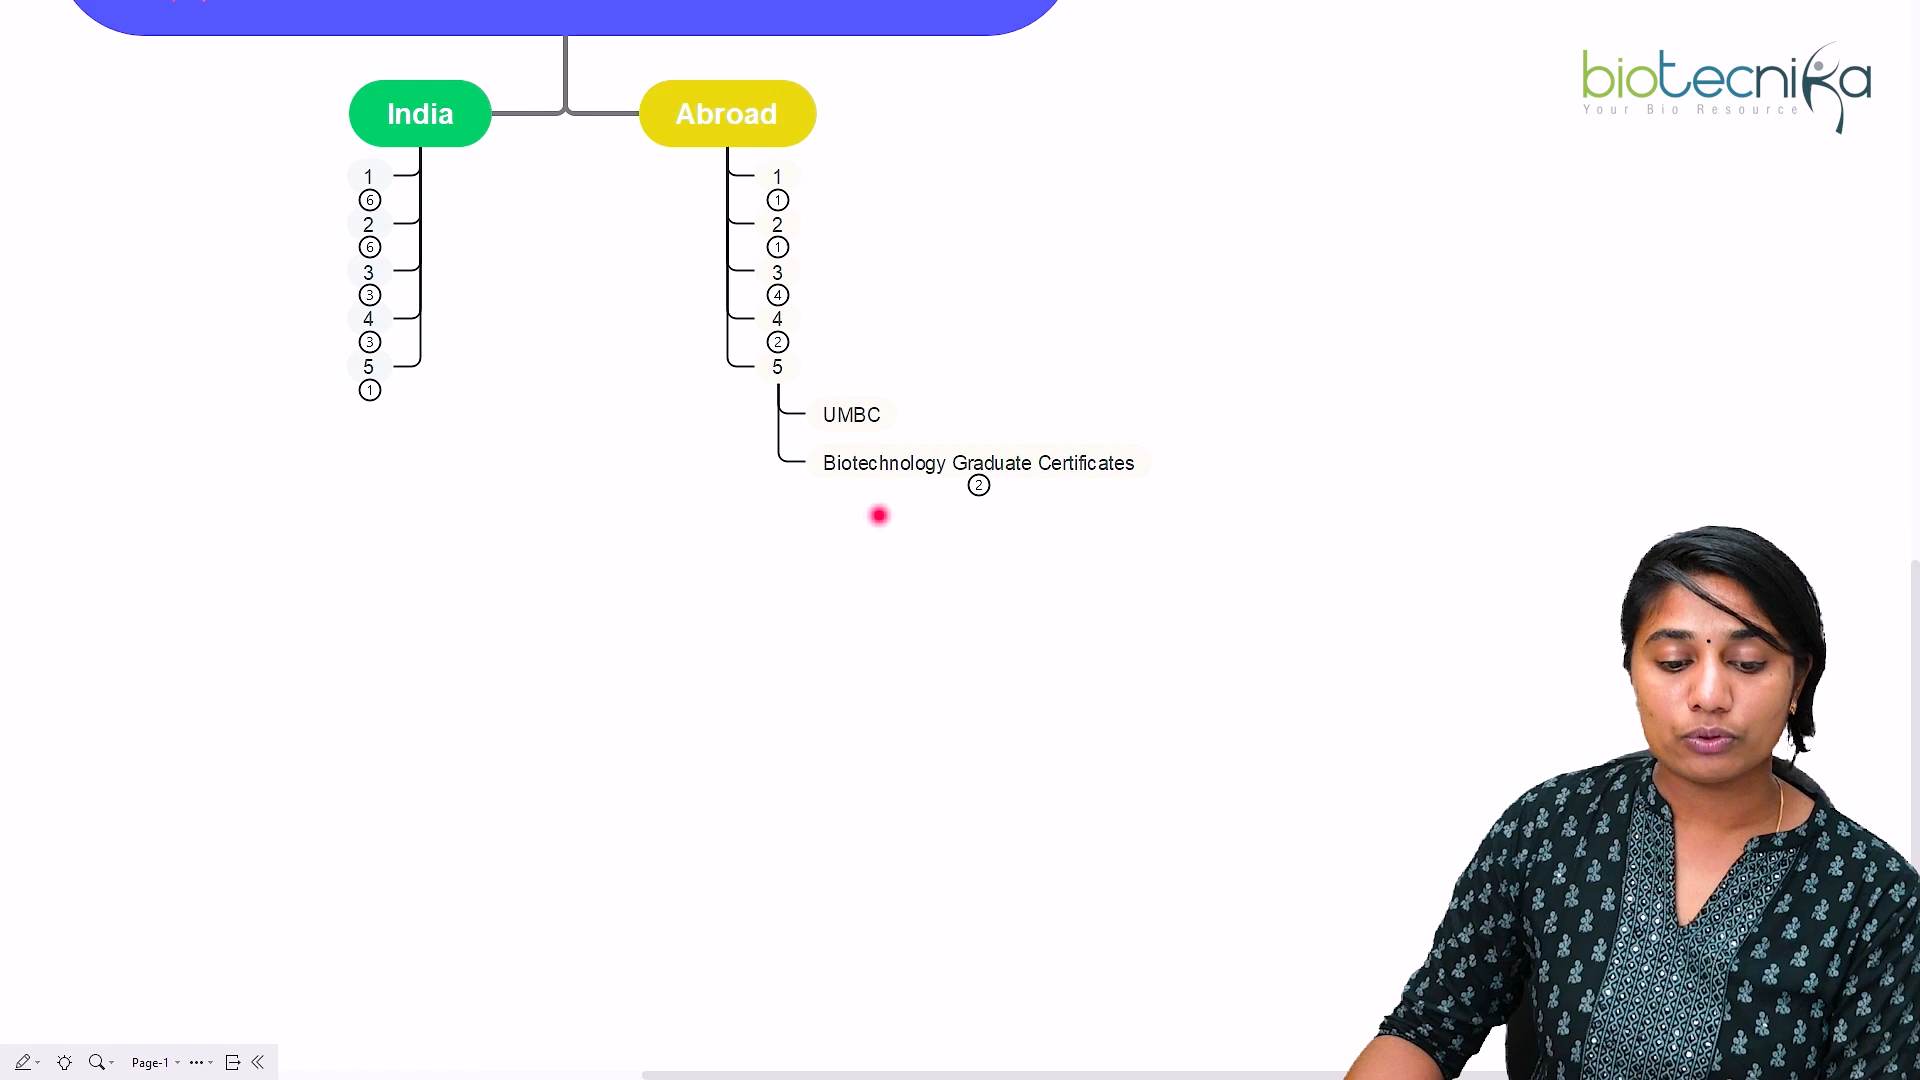 biotecnika
Your Bio Resource
India
Abroad
1
6
2
6
3
3
4
3
5
1
1
1
2
1
3
4
4
2
5
UMBC
Biotechnology Graduate Certificates
2
Page-1